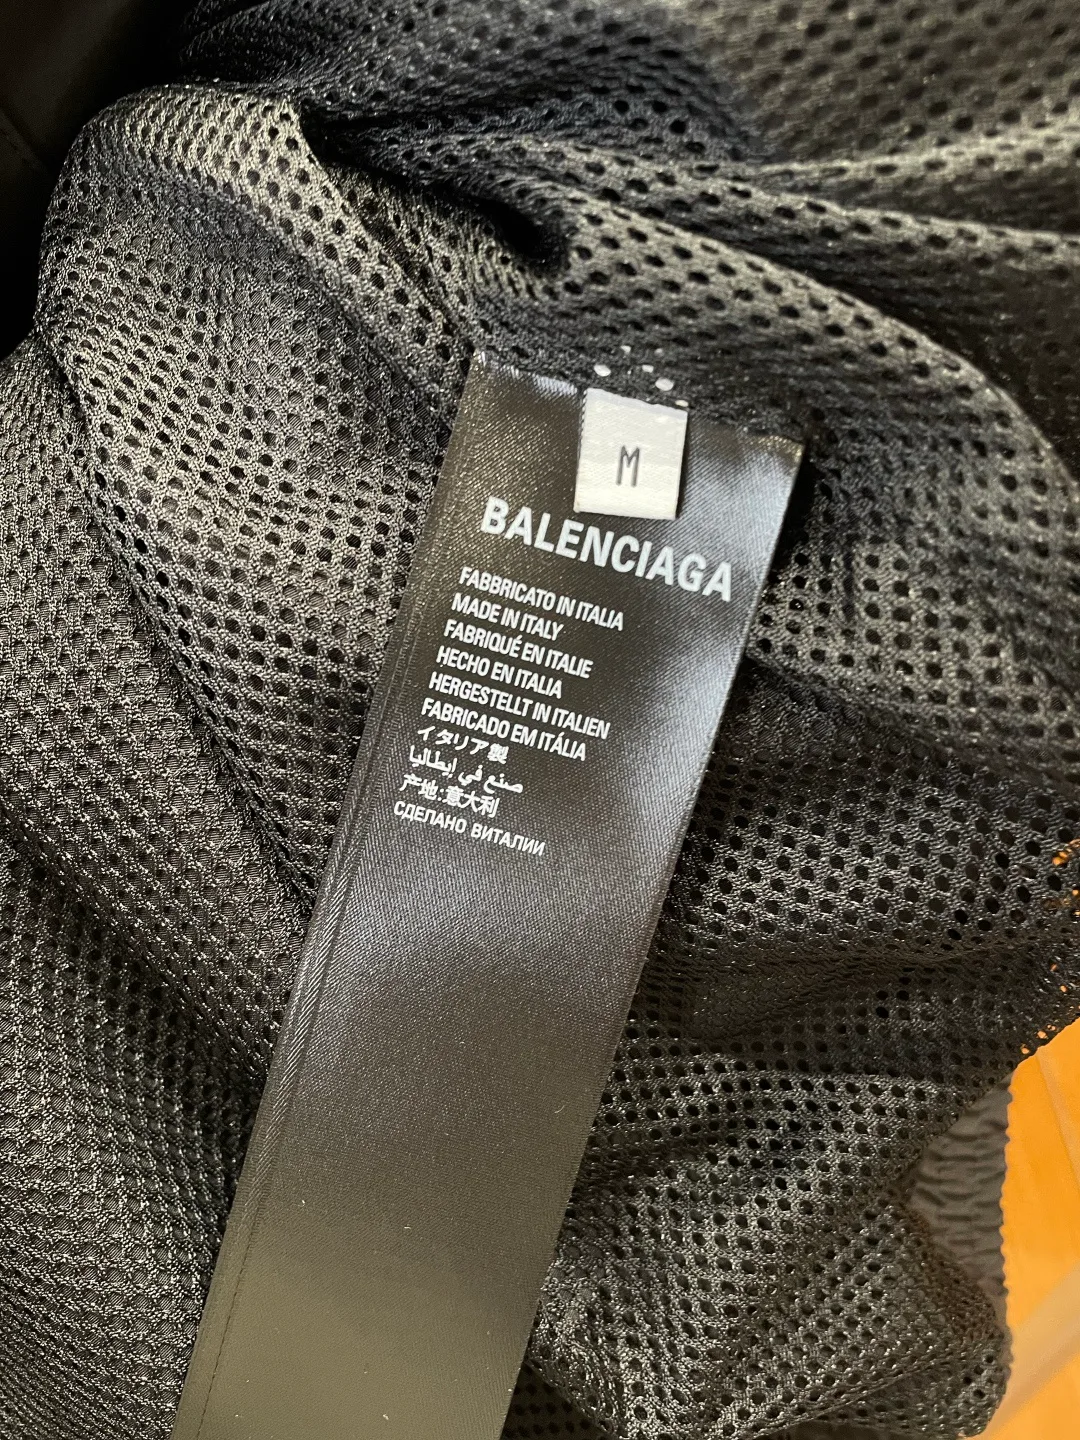 M
BALENCIAGA
FABBRICATO IN ITALIA
MADE IN ITALY
FABRIQUÉ EN ITALIE
HECHO EN ITALIA
HERGESTELLT IN ITALIEN
FABRICADO EM ITÁLIA
イタリア製
صنع في إيطاليا
产地:意大利
СДЕЛАНО ВИТАЛИИ